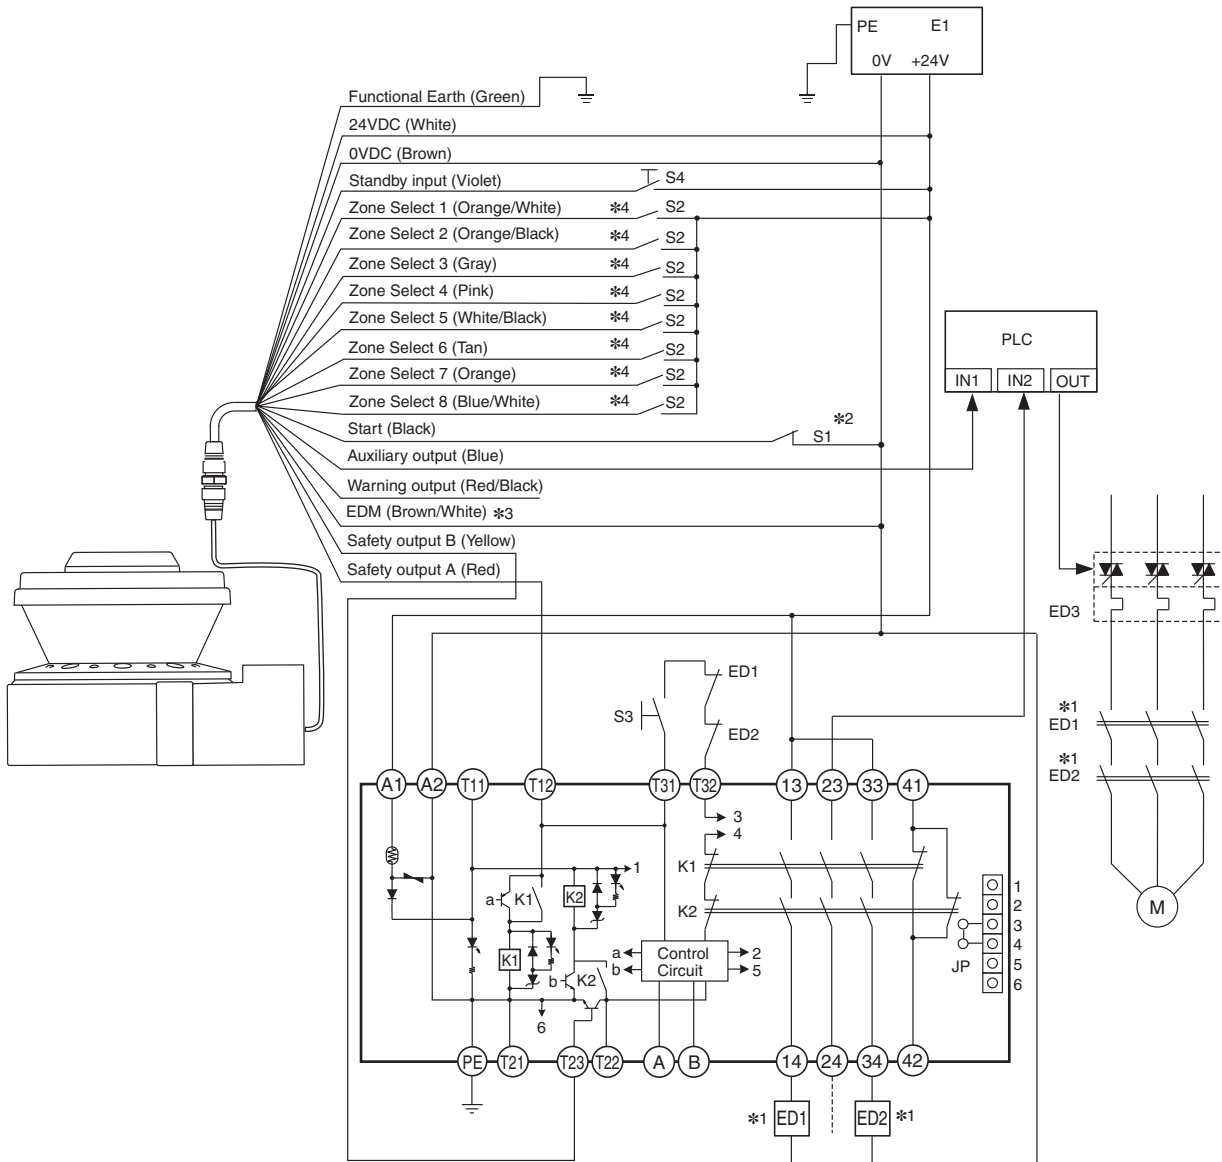 PE E1
0V +24V
Functional Earth (Green)
24VDC (White)
0VDC (Brown)
Standby input (Violet) S4
Zone Select 1 (Orange/White) *4 S2
Zone Select 2 (Orange/Black) *4 S2
Zone Select 3 (Gray) *4 S2
Zone Select 4 (Pink) *4 S2
Zone Select 5 (White/Black) *4 S2
Zone Select 6 (Tan) *4 S2
Zone Select 7 (Orange) *4 S2
Zone Select 8 (Blue/White) *4 S2
Start (Black) S1 *2
Auxiliary output (Blue)
Warning output (Red/Black)
EDM (Brown/White) *3
Safety output B (Yellow)
Safety output A (Red)
PLC
IN1 IN2 OUT
ED3
*1
ED1
*1
ED2
M
ED1
S3
ED2
A1 A2 T11 T12 T31 T32 13 23 33 41
3
4
1
K1
K2
a K1
K2
K1
b K2
6
a
b
Control
Circuit
2
5
JP
1
2
3
4
5
6
PE T21 T23 T22 A B 14 24 34 42
*1 ED1
ED2 *1